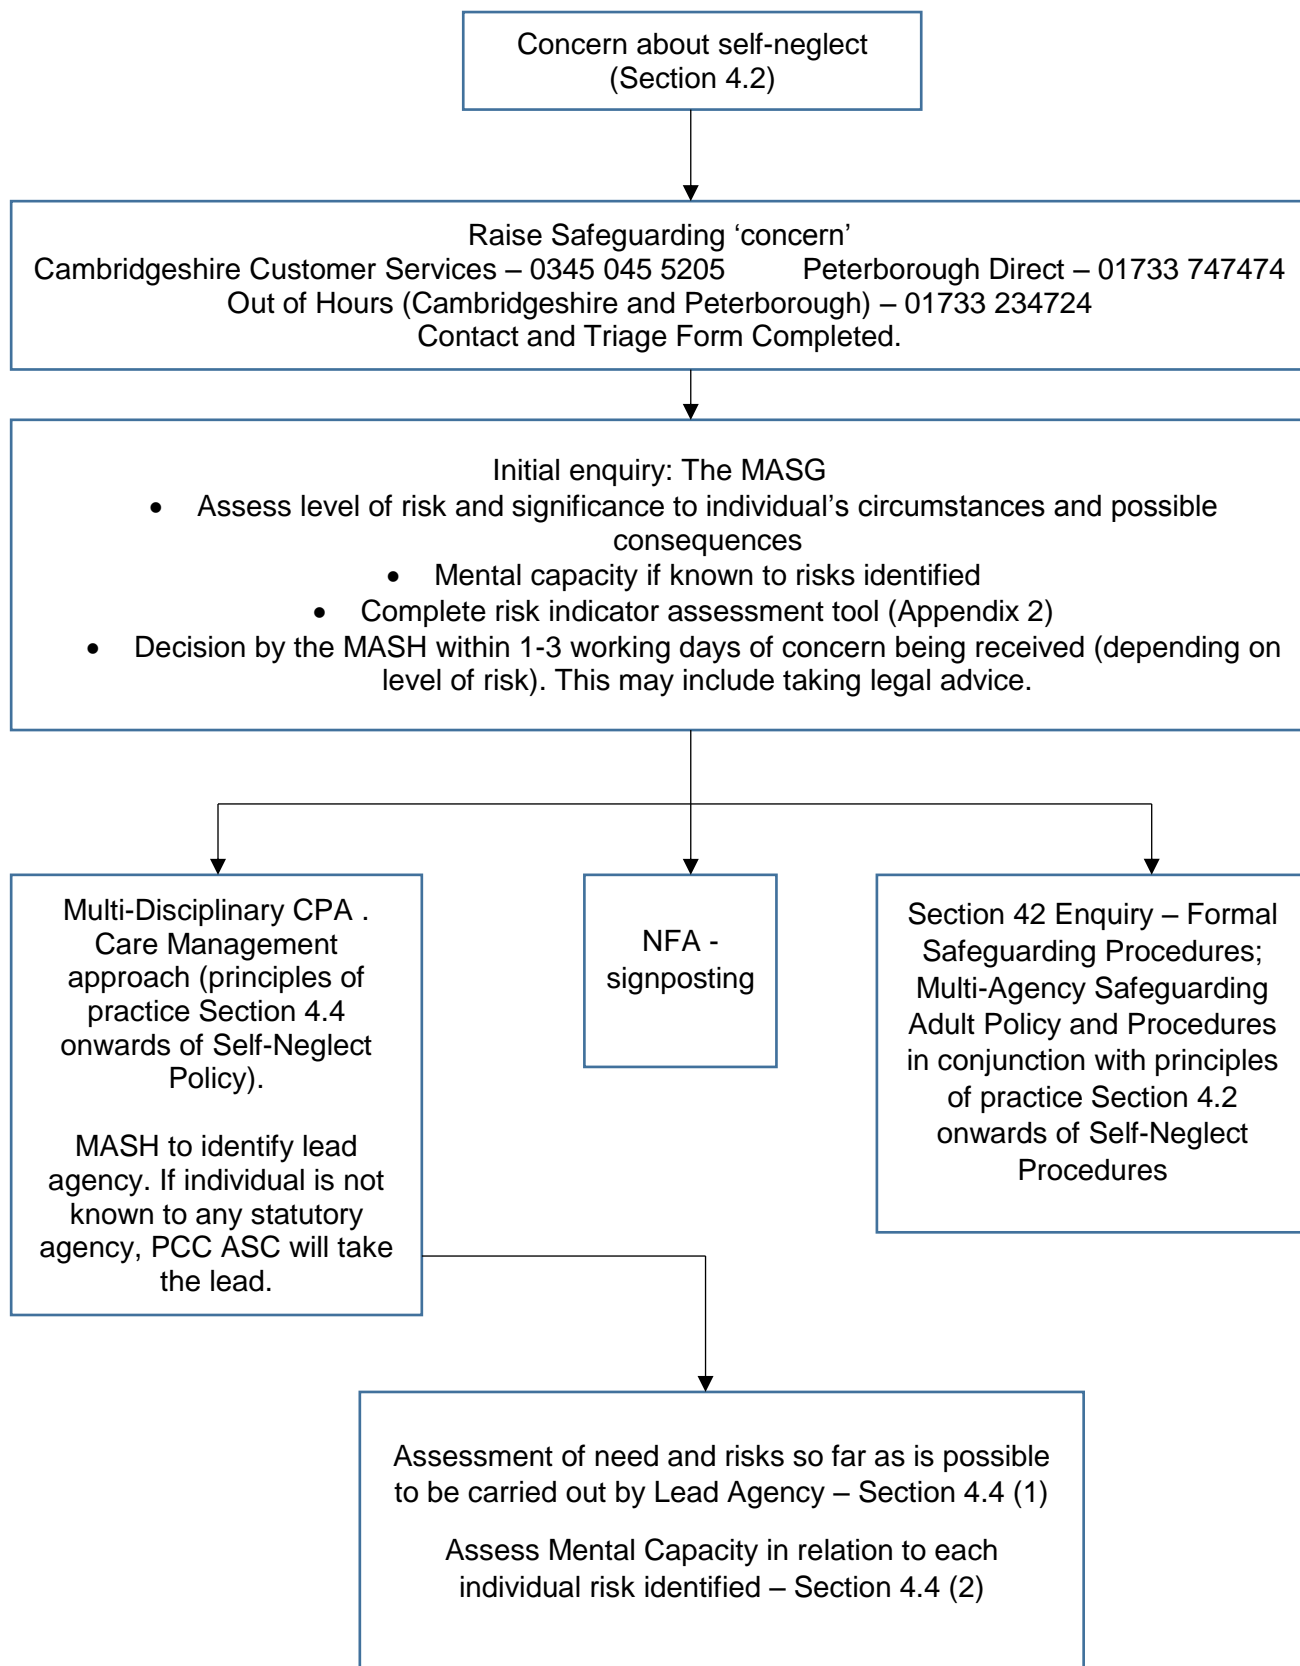 Concern about self-neglect
(Section 4.2)
Raise Safeguarding ‘concern’
Cambridgeshire Customer Services – 0345 045 5205 Peterborough Direct – 01733 747474
Out of Hours (Cambridgeshire and Peterborough) – 01733 234724
Contact and Triage Form Completed.
Initial enquiry: The MASG
• Assess level of risk and significance to individual’s circumstances and possible
consequences
• Mental capacity if known to risks identified
• Complete risk indicator assessment tool (Appendix 2)
• Decision by the MASH within 1-3 working days of concern being received (depending on
level of risk). This may include taking legal advice.
Multi-Disciplinary CPA .
Care Management
approach (principles of
practice Section 4.4
onwards of Self-Neglect
Policy).
MASH to identify lead
agency. If individual is not
known to any statutory
agency, PCC ASC will take
the lead.
NFA -
signposting
Section 42 Enquiry – Formal
Safeguarding Procedures;
Multi-Agency Safeguarding
Adult Policy and Procedures
in conjunction with principles
of practice Section 4.2
onwards of Self-Neglect
Procedures
Assessment of need and risks so far as is possible
to be carried out by Lead Agency – Section 4.4 (1)
Assess Mental Capacity in relation to each
individual risk identified – Section 4.4 (2)